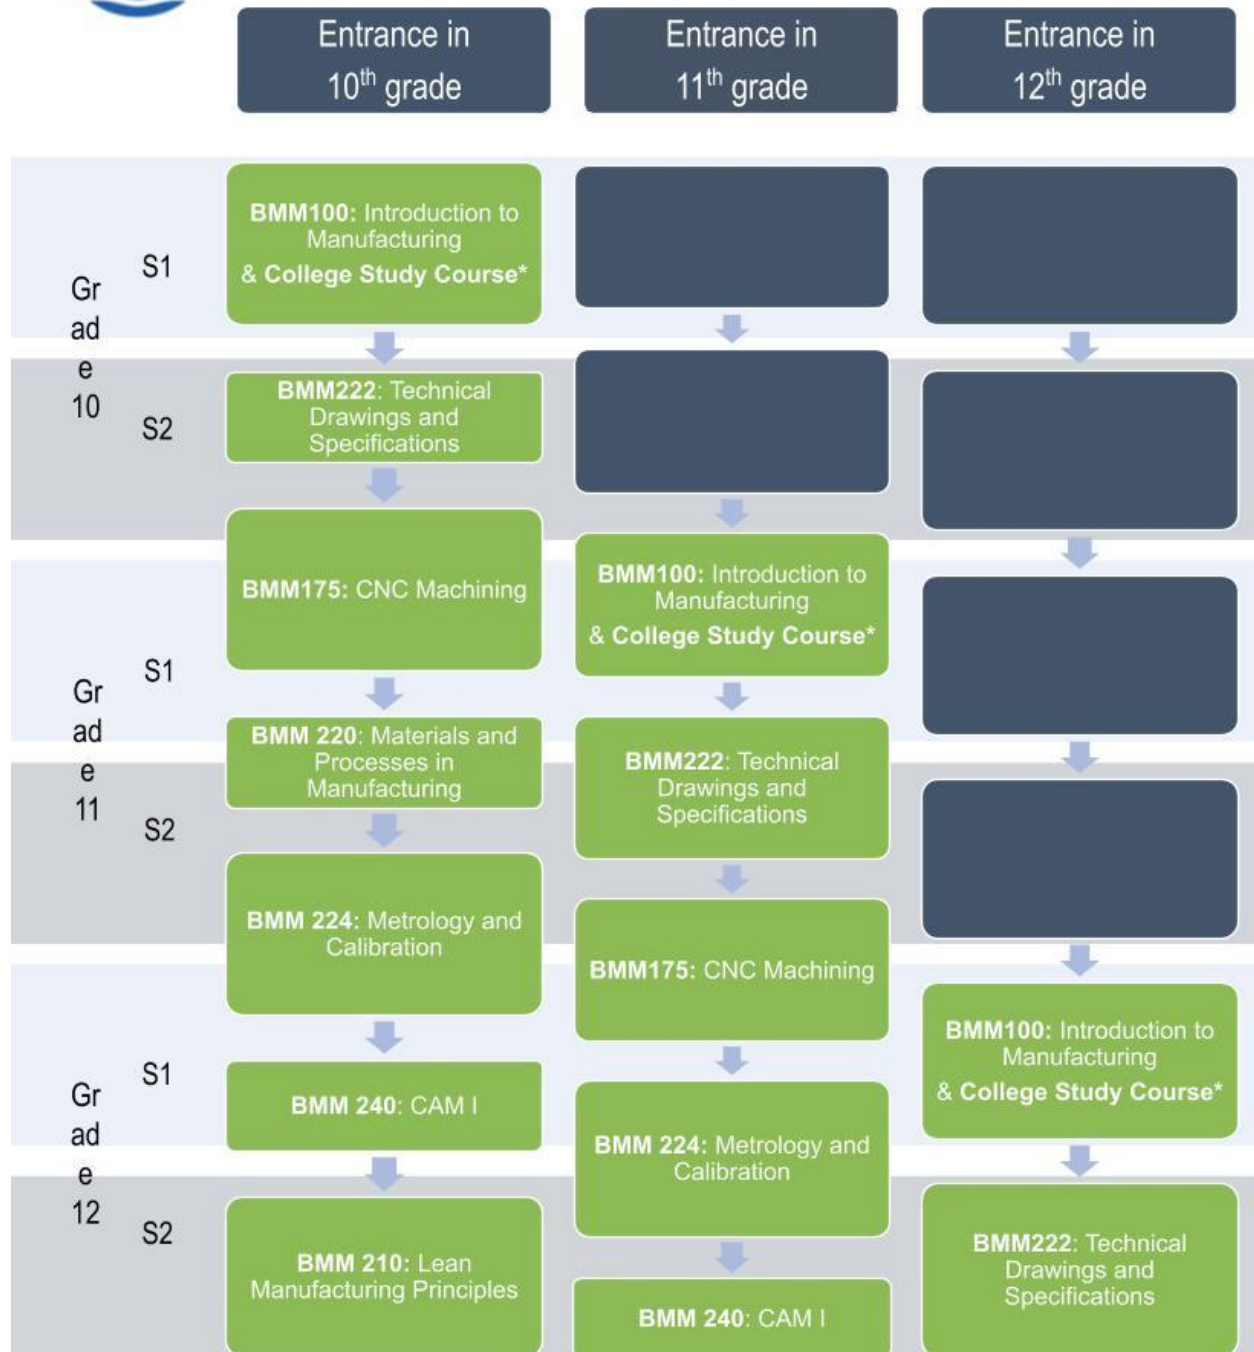 Entrance in
10th grade
Entrance in
11th grade
Entrance in
12th grade
Gr
ad
e
10
S1
S2
BMM100: Introduction to
Manufacturing
& College Study Course*
BMM222: Technical
Drawings and
Specifications
Gr
ad
e
11
S1
S2
BMM175: CNC Machining
BMM100: Introduction to
Manufacturing
& College Study Course*
BMM 220: Materials and
Processes in
Manufacturing
BMM222: Technical
Drawings and
Specifications
BMM 224: Metrology and
Calibration
BMM175: CNC Machining
Gr
ad
e
12
S1
S2
BMM 240: CAM I
BMM 224: Metrology and
Calibration
BMM100: Introduction to
Manufacturing
& College Study Course*
BMM 210: Lean
Manufacturing Principles
BMM 240: CAM I
BMM222: Technical
Drawings and
Specifications